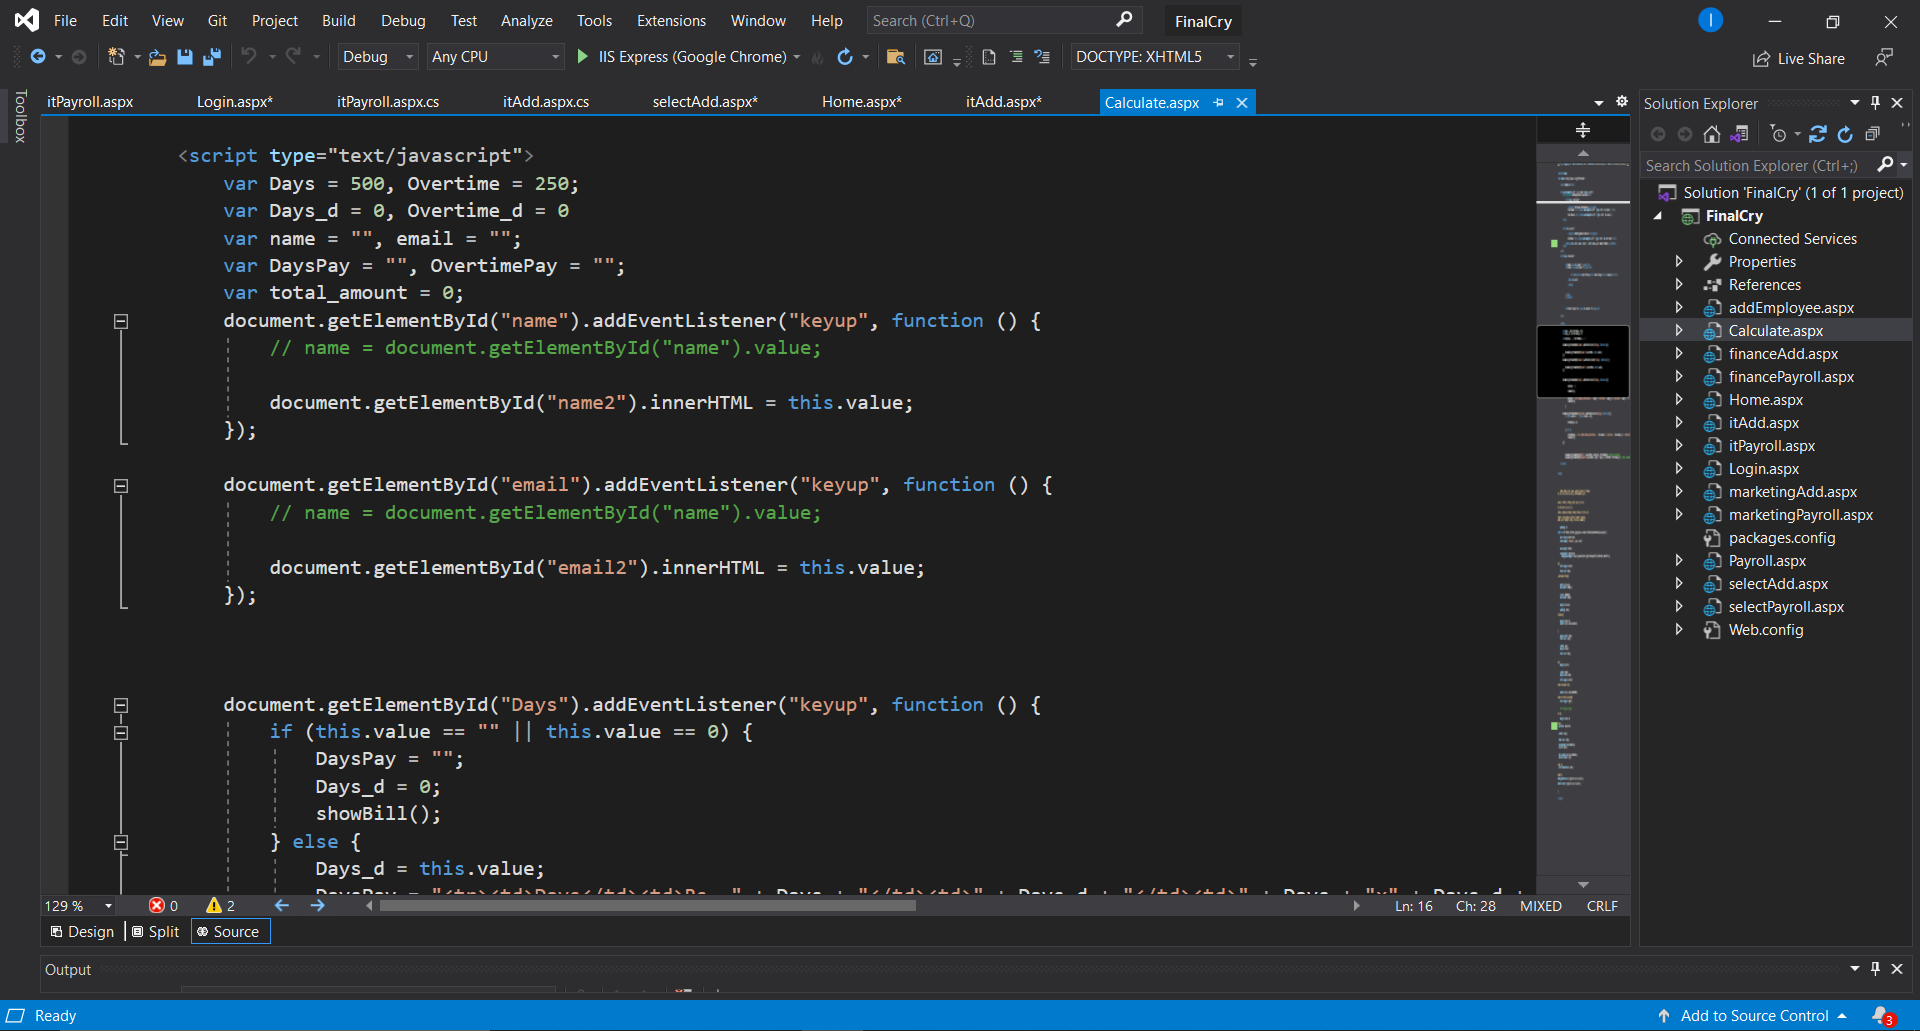 File Edit View Git Project Build Debug Test Analyze Tools Extensions Window Help Search (Ctrl+Q) FinalCry I
Debug Any CPU IIS Express (Google Chrome) DOCTYPE: XHTML5 Live Share
Toolbox
itPayroll.aspx Login.aspx* itPayroll.aspx.cs itAdd.aspx.cs selectAdd.aspx* Home.aspx* itAdd.aspx* Calculate.aspx
<script type="text/javascript">
var Days = 500, Overtime = 250;
var Days_d = 0, Overtime_d = 0
var name = "", email = "";
var DaysPay = "", OvertimePay = "";
var total_amount = 0;
document.getElementById("name").addEventListener("keyup", function () {
// name = document.getElementById("name").value;
document.getElementById("name2").innerHTML = this.value;
});
document.getElementById("email").addEventListener("keyup", function () {
// name = document.getElementById("name").value;
document.getElementById("email2").innerHTML = this.value;
});
document.getElementById("Days").addEventListener("keyup", function () {
if (this.value == "" || this.value == 0) {
DaysPay = "";
Days_d = 0;
showBill();
} else {
Days_d = this.value;
129 % 0 2 Ln: 16 Ch: 28 MIXED CRLF
Design Split Source
Output
Solution Explorer
Search Solution Explorer (Ctrl+;)
Solution 'FinalCry' (1 of 1 project)
FinalCry
Connected Services
Properties
References
addEmployee.aspx
Calculate.aspx
financeAdd.aspx
financePayroll.aspx
Home.aspx
itAdd.aspx
itPayroll.aspx
Login.aspx
marketingAdd.aspx
marketingPayroll.aspx
packages.config
Payroll.aspx
selectAdd.aspx
selectPayroll.aspx
Web.config
Ready Add to Source Control 3